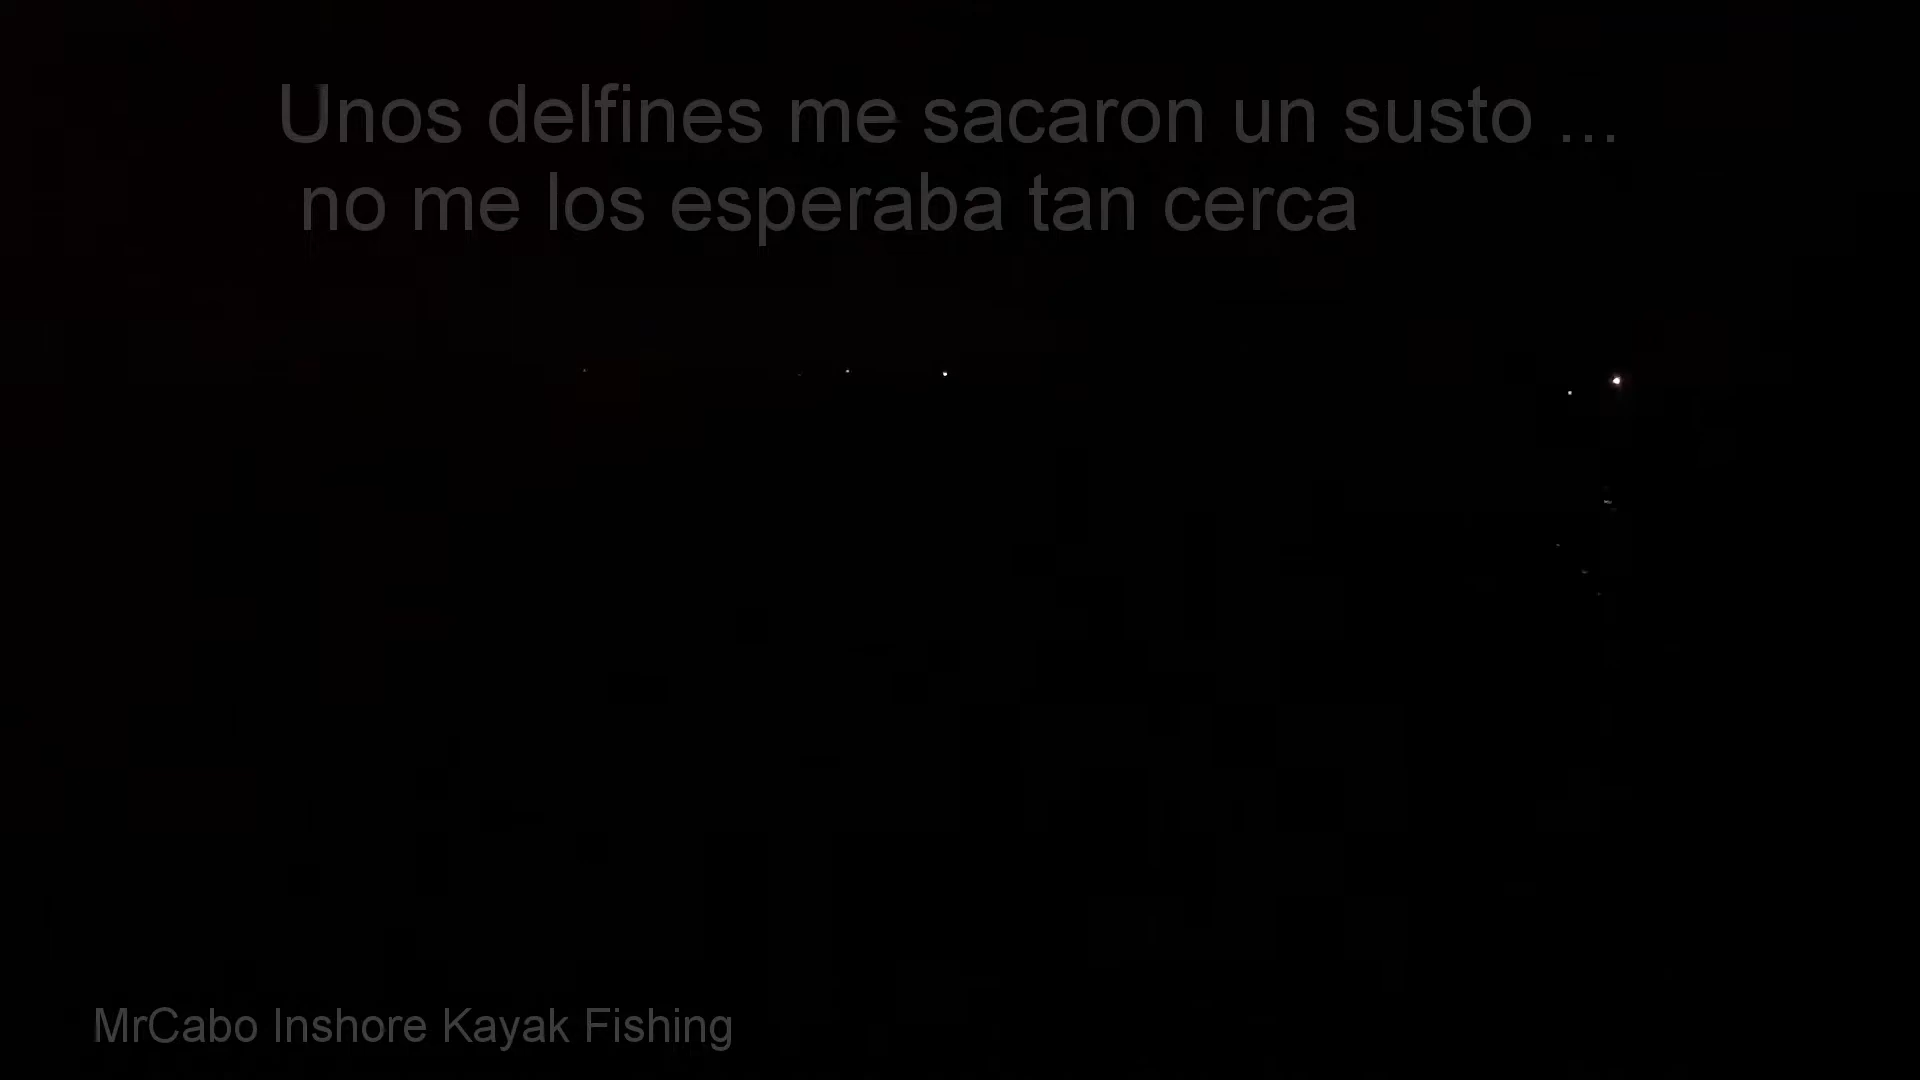 Unos delfines me sacaron un susto ...
no me los esperaba tan cerca
MrCabo Inshore Kayak Fishing